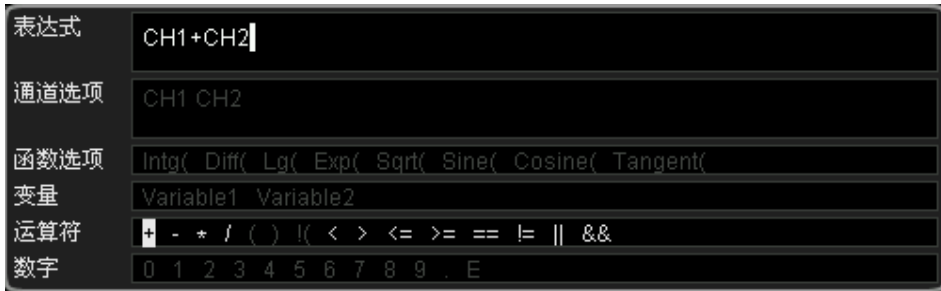 表达式 CH1+CH2
通道选项 CH1 CH2
函数选项 Intg( Diff( Lg( Exp( Sqrt( Sine( Cosine( Tangent(
变量 Variable1 Variable2
运算符 + - * / ( ) !( < > <= >= == != || &&
数字 0 1 2 3 4 5 6 7 8 9 . E